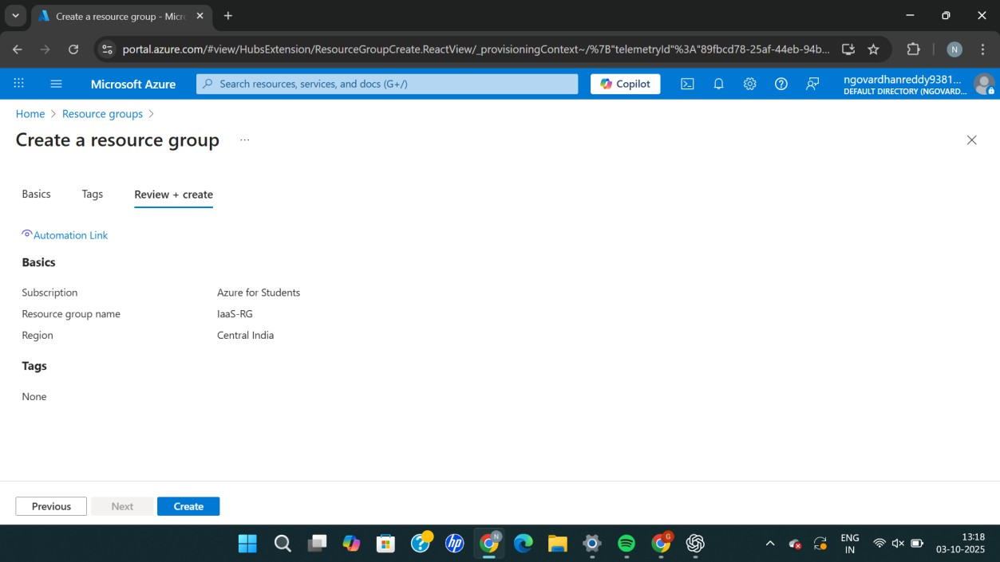 Create a resource group - Micr
portal.azure.com/#view/HubsExtension/ResourceGroupCreate.ReactView/_provisioningContext~/%7B"telemetryId"%3A"89fbcd78-25af-44eb-94b...
N
Microsoft Azure
Search resources, services, and docs (G+/)
Copilot
ngovardhanreddy9381...
DEFAULT DIRECTORY (NGOVARD...
Home > Resource groups >
Create a resource group ...
Basics Tags Review + create
Automation Link
Basics
Subscription Azure for Students
Resource group name IaaS-RG
Region Central India
Tags
None
Previous Next Create
hp
N
G
ENG
IN
13:18
03-10-2025